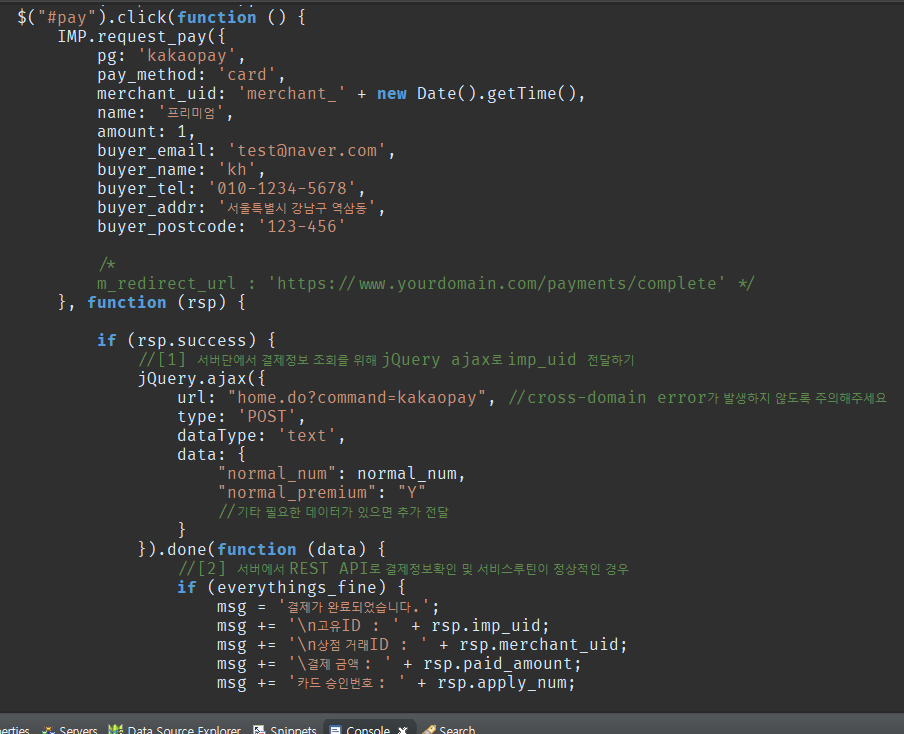 $("#pay").click(function () {
IMP.request_pay({
pg: 'kakaopay',
pay_method: 'card',
merchant_uid: 'merchant_' + new Date().getTime(),
name: '프리미엄',
amount: 1,
buyer_email: 'test@naver.com',
buyer_name: 'kh',
buyer_tel: '010-1234-5678',
buyer_addr: '서울특별시 강남구 역삼동',
buyer_postcode: '123-456'
/*
m_redirect_url : 'https://www.yourdomain.com/payments/complete' */
}, function (rsp) {
if (rsp.success) {
//[1] 서버단에서 결제정보 조회를 위해 jQuery ajax로 imp_uid 전달하기
jQuery.ajax({
url: "home.do?command=kakaopay", //cross-domain error가 발생하지 않도록 주의해주세요
type: 'POST',
dataType: 'text',
data: {
"normal_num": normal_num,
"normal_premium": "Y"
//기타 필요한 데이터가 있으면 추가 전달
}
}).done(function (data) {
//[2] 서버에서 REST API로 결제정보확인 및 서비스루틴이 정상적인 경우
if (everythings_fine) {
msg = '결제가 완료되었습니다.';
msg += '\n고유ID : ' + rsp.imp_uid;
msg += '\n상점 거래ID : ' + rsp.merchant_uid;
msg += '\결제 금액 : ' + rsp.paid_amount;
msg += '카드 승인번호 : ' + rsp.apply_num;
erties Servers Data Source Explorer Snippets Console Search